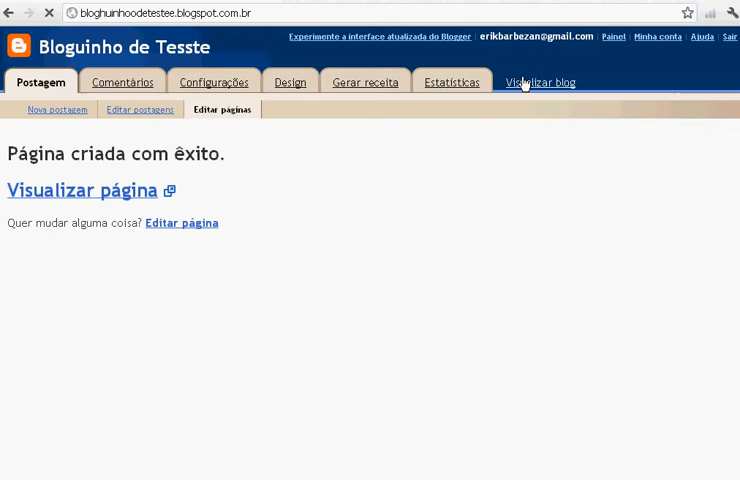 bloghuinhoodetestee.blogspot.com.br
Experimente a interface atualizada do Blogger | erikbarbezan@gmail.com | Painel | Minha conta | Ajuda | Sair
Bloguinho de Tesste
Postagem Comentários Configurações Design Gerar receita Estatísticas Visualizar blog
Nova postagem Editar postagens Editar páginas
Página criada com êxito.
Visualizar página
Quer mudar alguma coisa? Editar página